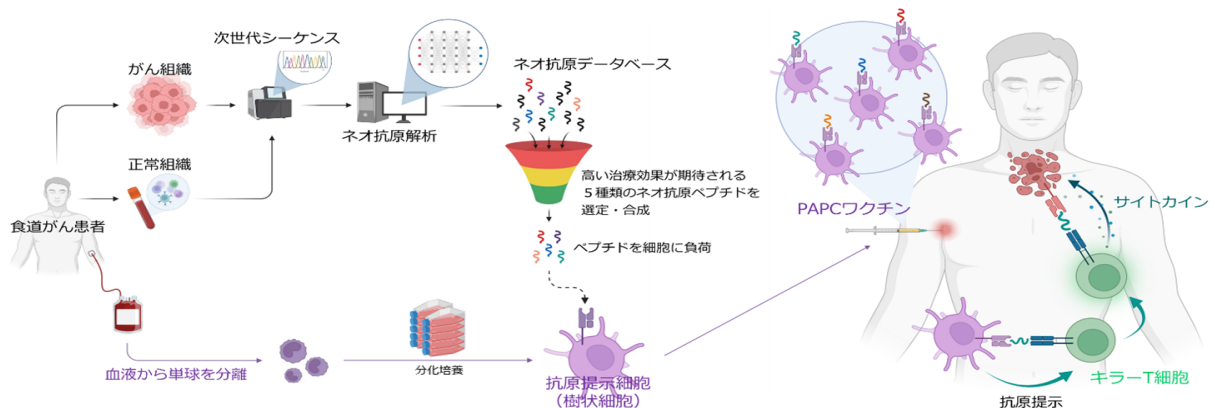 次世代シーケンス
がん組織
ネオ抗原解析
ネオ抗原データベース
正常組織
食道がん患者
高い治療効果が期待される
５種類のネオ抗原ペプチドを
選定・合成
ペプチドを細胞に負荷
血液から単球を分離
分化培養
抗原提示細胞
（樹状細胞）
PAPCワクチン
サイトカイン
キラーT細胞
抗原提示